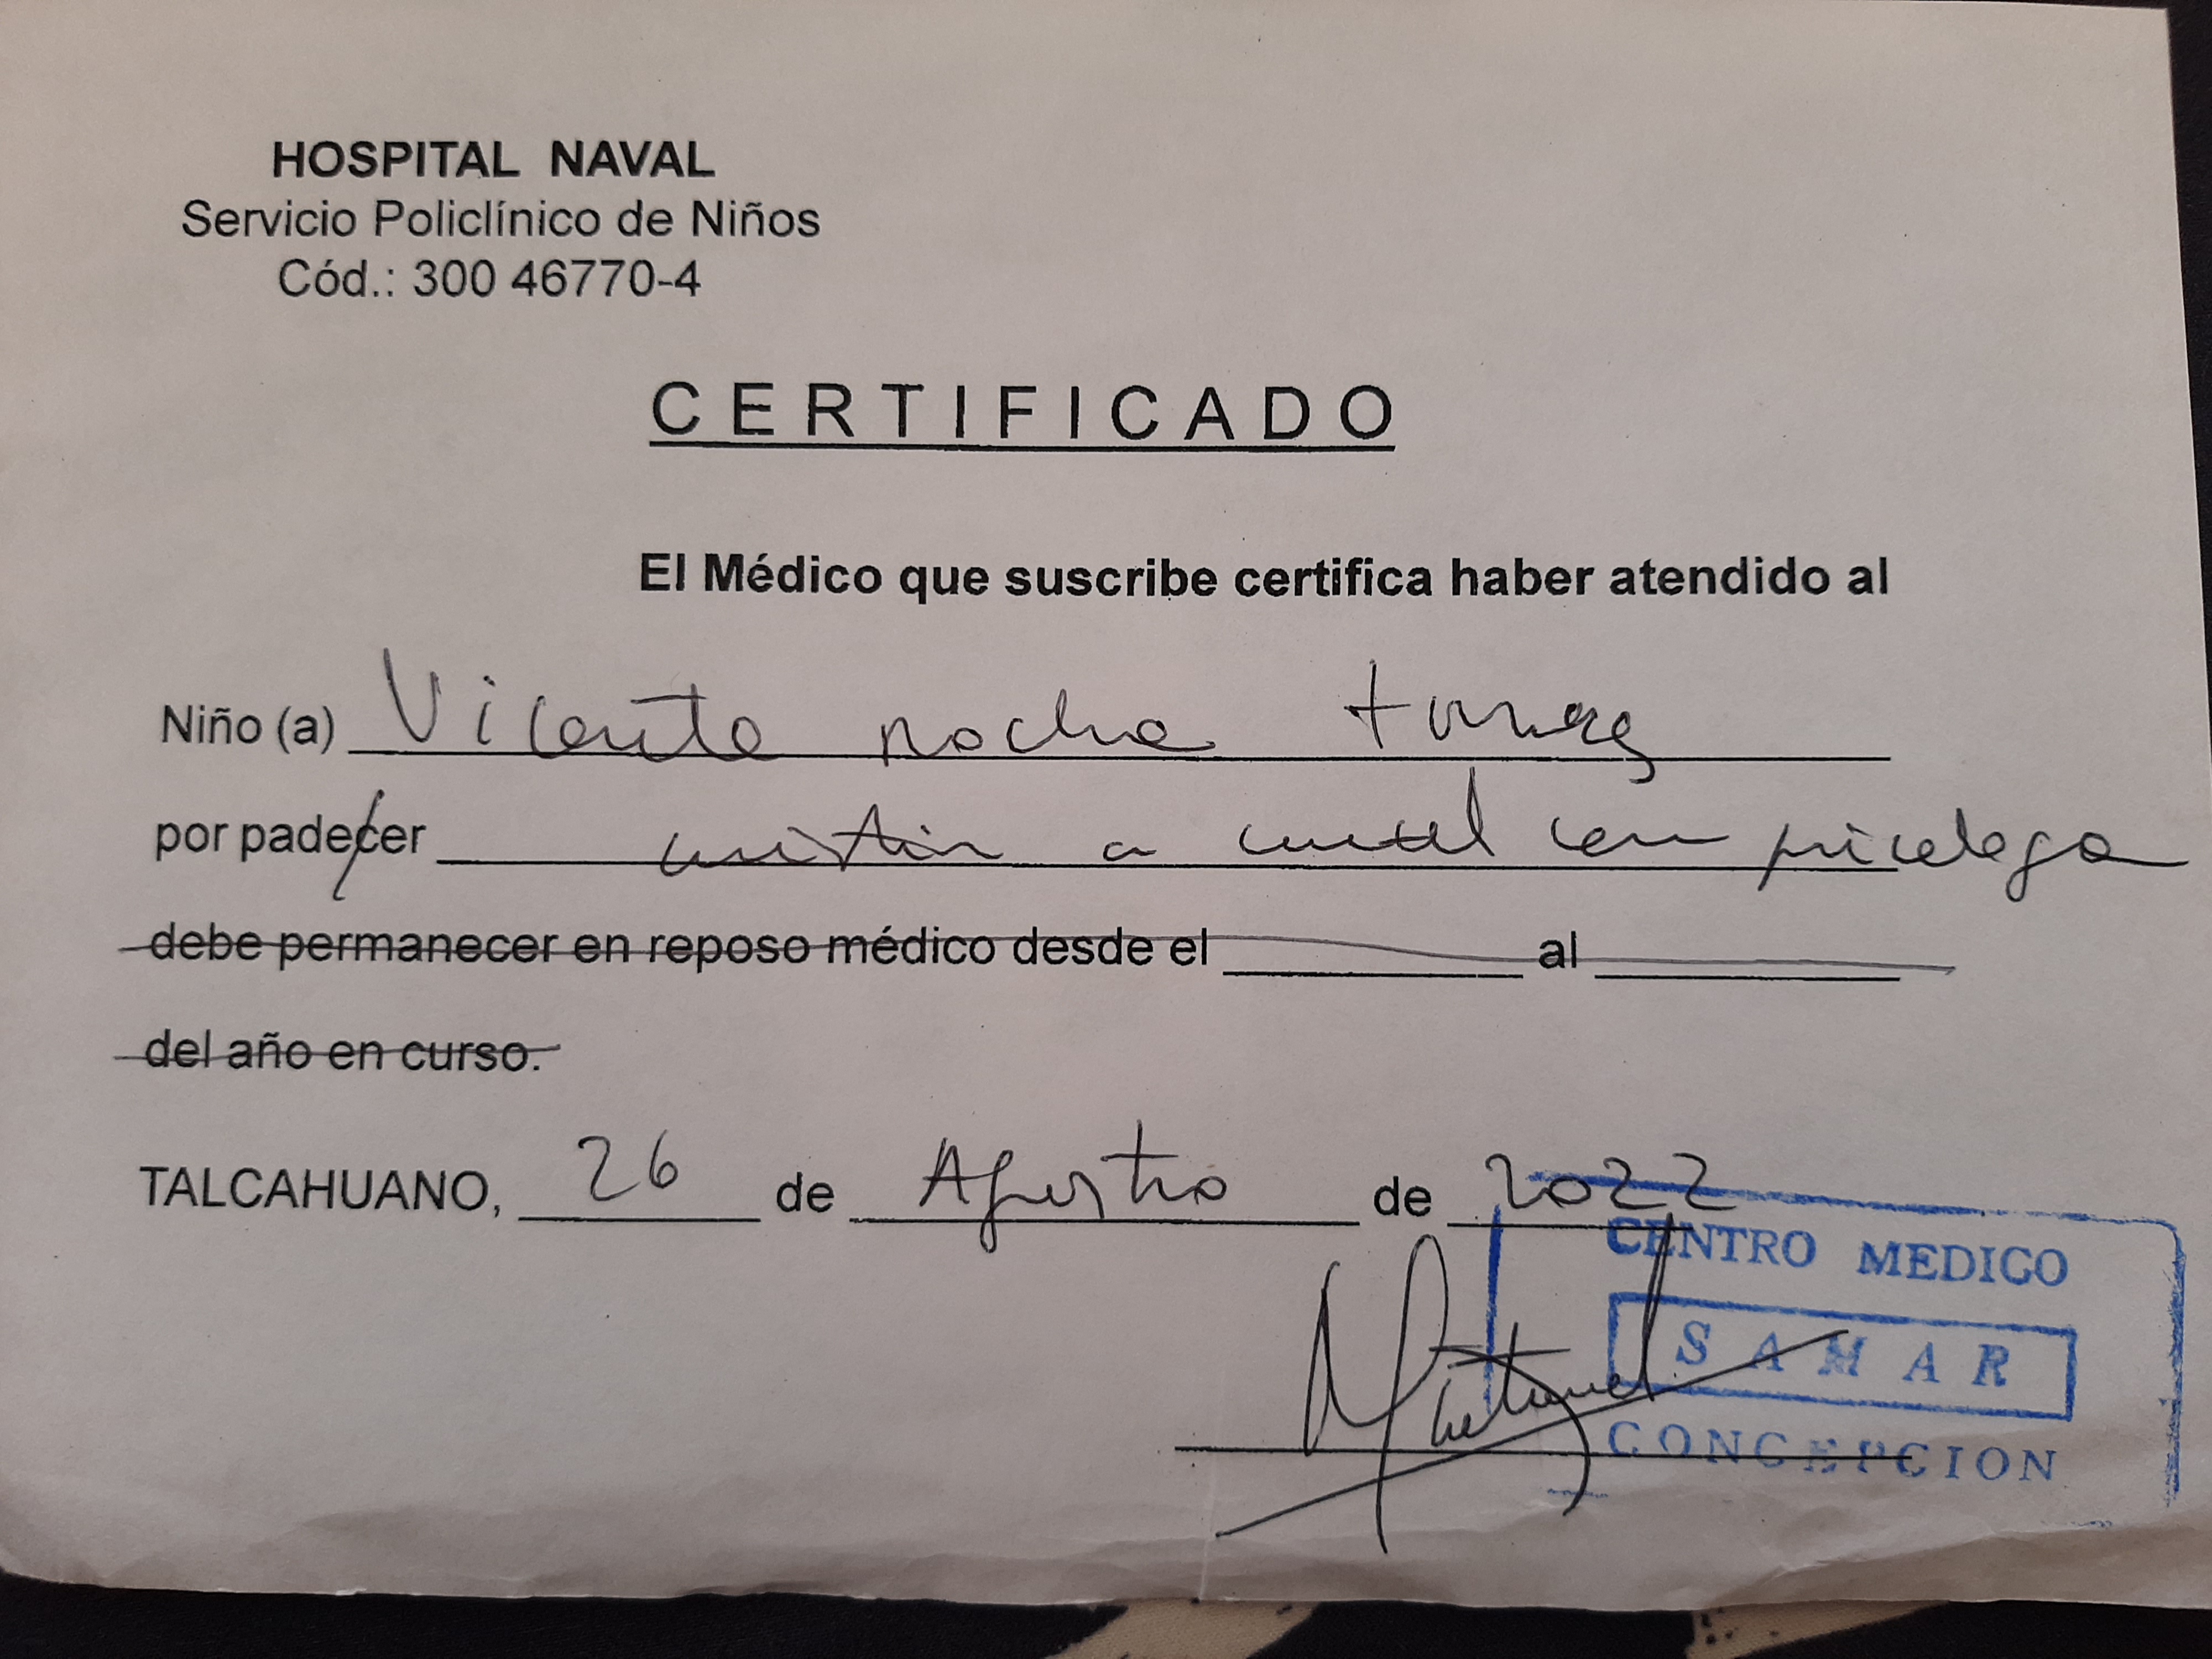 HOSPITAL NAVAL
Servicio Policlínico de Niños
Cód.: 300 46770-4
CERTIFICADO
El Médico que suscribe certifica haber atendido al
Niño (a) Vicente rocha
por padecer a con psicologa
debe permanecer en reposo médico desde el al
del año en curso.
TALCAHUANO, 26 de Agosto de 2022
CENTRO MEDICO
SAMAR
CONCEPCION